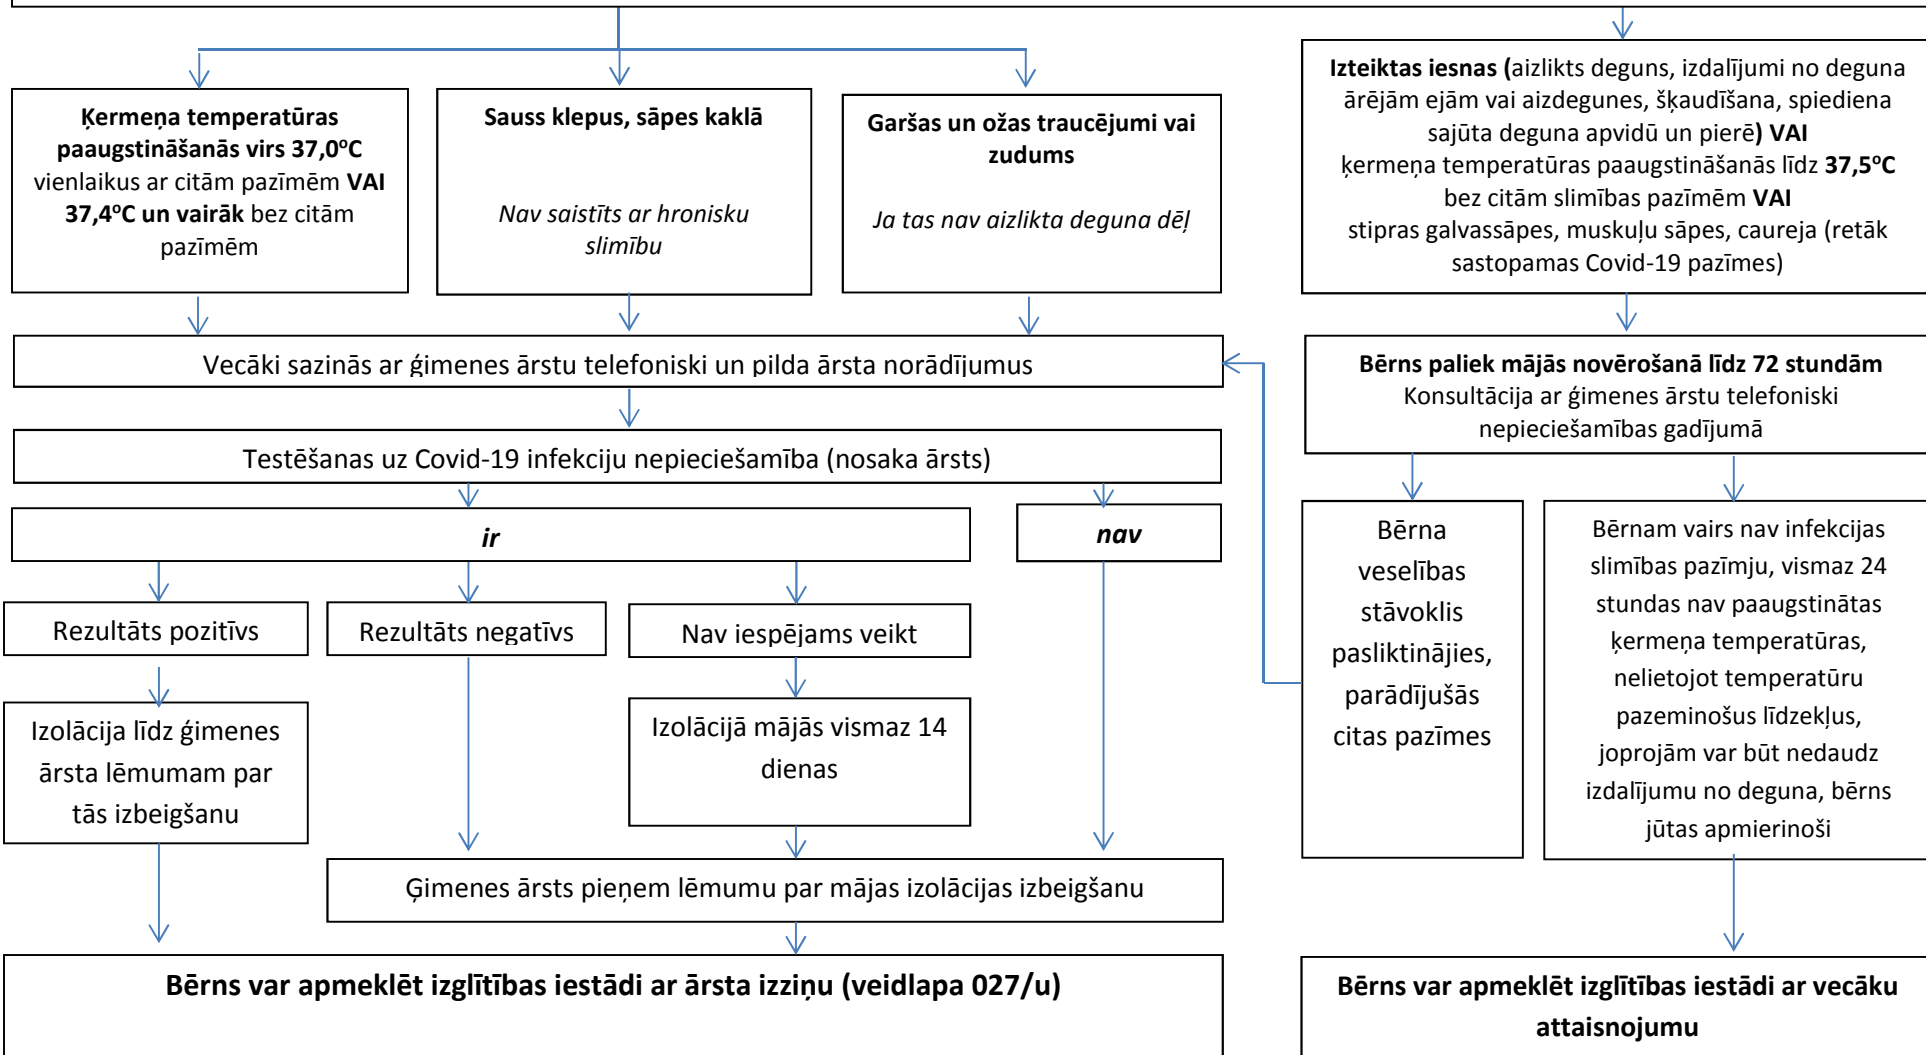 Ķermeņa temperatūras
paaugstināšanās virs 37,0°C
vienlaikus ar citām pazīmēm VAI
37,4°C un vairāk bez citām
pazīmēm
Sauss klepus, sāpes kaklā
Nav saistīts ar hronisku
slimību
Garšas un ožas traucējumi vai
zudums
Ja tas nav aizlikta deguna dēļ
Izteiktas iesnas (aizlikts deguns, izdalījumi no deguna
ārējām ejām vai aizdegunes, šķaudīšana, spiediena
sajūta deguna apvidū un pierē) VAI
ķermeņa temperatūras paaugstināšanās līdz 37,5°C
bez citām slimības pazīmēm VAI
stipras galvassāpes, muskuļu sāpes, caureja (retāk
sastopamas Covid-19 pazīmes)
Vecāki sazinās ar ģimenes ārstu telefoniski un pilda ārsta norādījumus
Bērns paliek mājās novērošanā līdz 72 stundām
Konsultācija ar ģimenes ārstu telefoniski
nepieciešamības gadījumā
Testēšanas uz Covid-19 infekciju nepieciešamība (nosaka ārsts)
ir
nav
Rezultāts pozitīvs
Rezultāts negatīvs
Nav iespējams veikt
Izolācija līdz ģimenes
ārsta lēmumam par
tās izbeigšanu
Izolācijā mājās vismaz 14
dienas
Bērna
veselības
stāvoklis
pasliktinājies,
parādījušās
citas pazīmes
Bērnam vairs nav infekcijas
slimības pazīmju, vismaz 24
stundas nav paaugstinātas
ķermeņa temperatūras,
nelietojot temperatūru
pazeminošus līdzekļus,
joprojām var būt nedaudz
izdalījumu no deguna, bērns
jūtas apmierinoši
Ģimenes ārsts pieņem lēmumu par mājas izolācijas izbeigšanu
Bērns var apmeklēt izglītības iestādi ar ārsta izziņu (veidlapa 027/u)
Bērns var apmeklēt izglītības iestādi ar vecāku
attaisnojumu